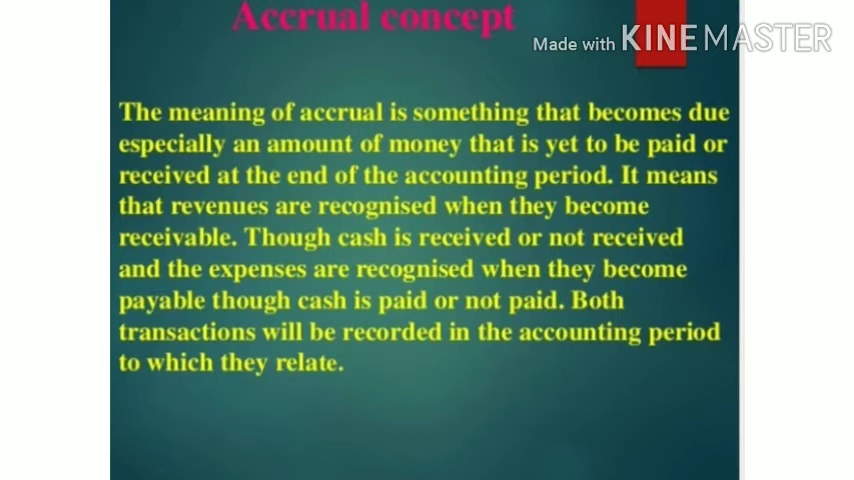 Accrual concept
Made with KINEMASTER
The meaning of accrual is something that becomes due
especially an amount of money that is yet to be paid or
received at the end of the accounting period. It means
that revenues are recognised when they become
receivable. Though cash is received or not received
and the expenses are recognised when they become
payable though cash is paid or not paid. Both
transactions will be recorded in the accounting period
to which they relate.